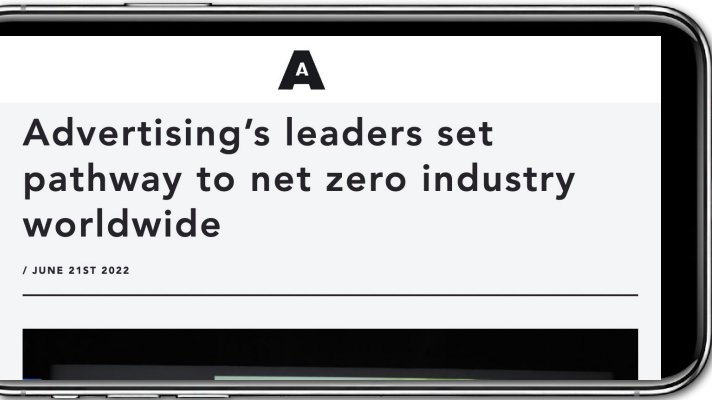 A
Advertising’s leaders set
pathway to net zero industry
worldwide
/ JUNE 21ST 2022